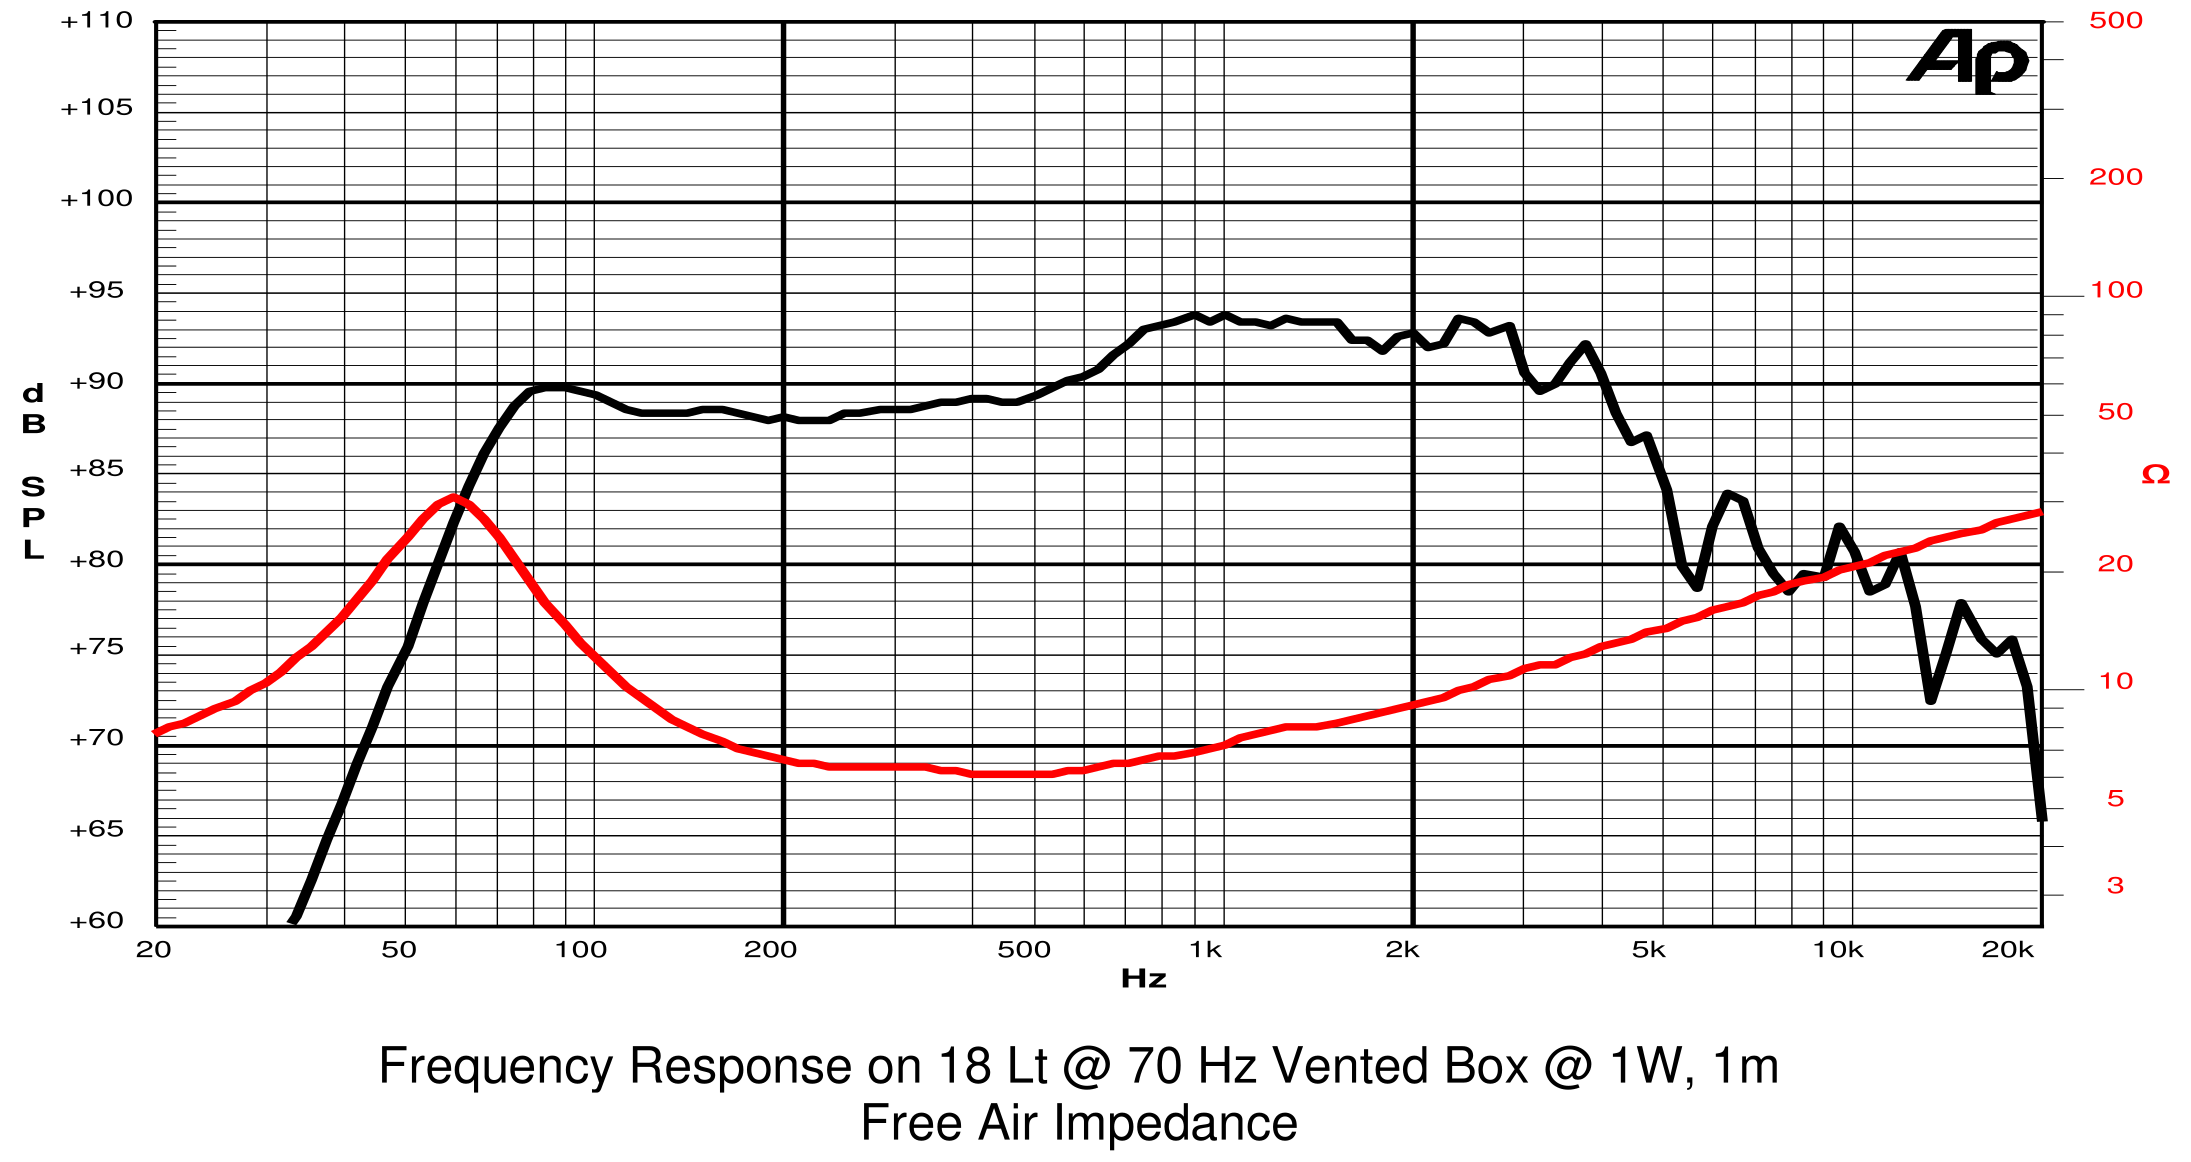 +110
+105
+100
+95
+90
+85
+80
+75
+70
+65
+60
dB SPL
500
200
100
50
20
10
5
3
Ω
Ap
20 50 100 200 500 1k 2k 5k 10k 20k
Hz
Frequency Response on 18 Lt @ 70 Hz Vented Box @ 1W, 1m
Free Air Impedance